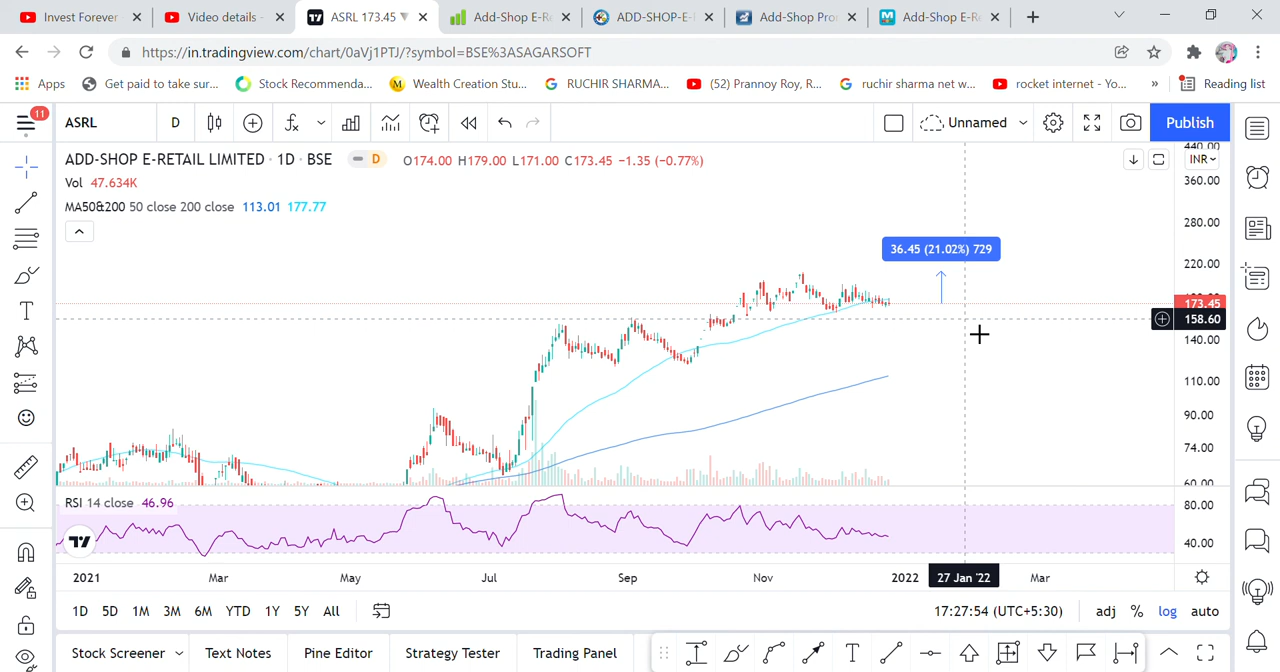 Invest Forever
Video details -
ASRL 173.45
Add-Shop E-Re
ADD-SHOP-E-
Add-Shop Pro
Add-Shop E-Re
https://in.tradingview.com/chart/0aVj1PTJ/?symbol=BSE%3ASAGARSOFT
Apps
Get paid to take sur...
Stock Recommenda...
Wealth Creation Stu...
RUCHIR SHARMA...
(52) Prannoy Roy, R...
ruchir sharma net w...
rocket internet - Yo...
»
Reading list
11
ASRL
D
Unnamed
Publish
ADD-SHOP E-RETAIL LIMITED · 1D · BSE
D
O174.00 H179.00 L171.00 C173.45 −1.35 (−0.77%)
INR
Vol 47.634K
MA50&200 50 close 200 close 113.01 177.77
440.00
360.00
280.00
220.00
173.45
158.60
140.00
110.00
90.00
74.00
60.00
36.45 (21.02%) 729
RSI 14 close 46.96
80.00
40.00
2021
Mar
May
Jul
Sep
Nov
2022
27 Jan '22
Mar
1D 5D 1M 3M 6M YTD 1Y 5Y All
17:27:54 (UTC+5:30)
adj % log auto
Stock Screener
Text Notes
Pine Editor
Strategy Tester
Trading Panel